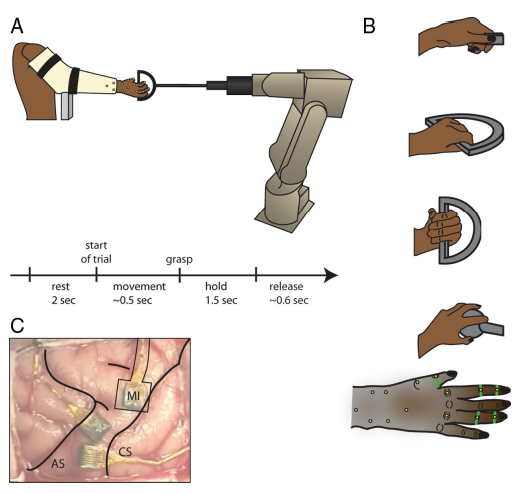 A
B
start
of trial
grasp
rest
2 sec
movement
~0.5 sec
hold
1.5 sec
release
~0.6 sec
C
MI
AS
CS